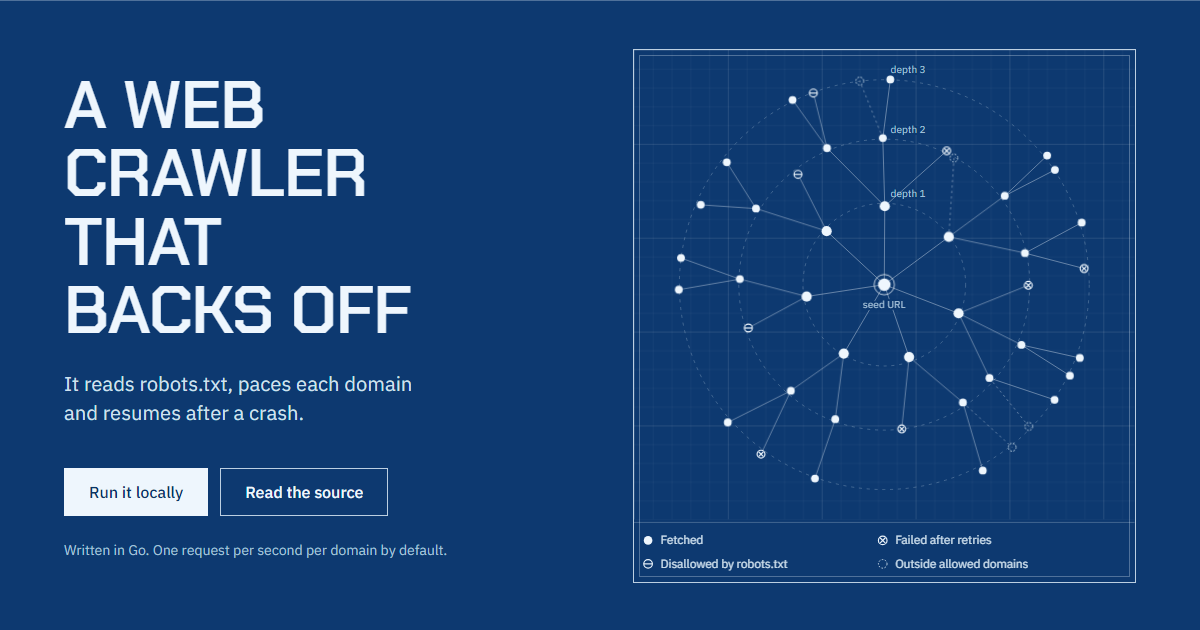 A WEB
CRAWLER
THAT
BACKS OFF
It reads robots.txt, paces each domain
and resumes after a crash.
Run it locally
Read the source
Written in Go. One request per second per domain by default.
depth 3
depth 2
depth 1
seed URL
Fetched
Failed after retries
Disallowed by robots.txt
Outside allowed domains